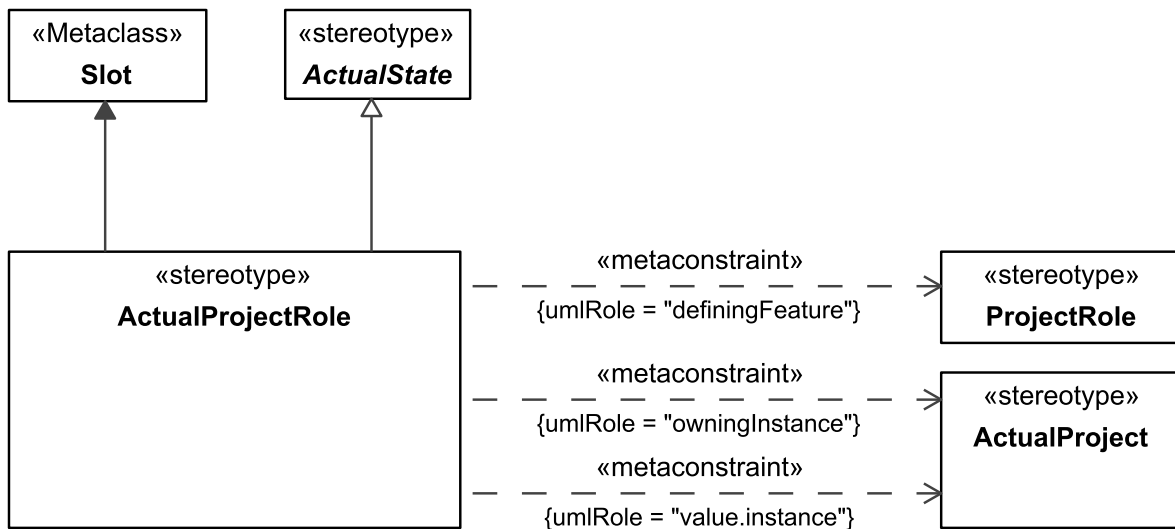 «Metaclass»
Slot
«stereotype»
ActualState
«stereotype»
ActualProjectRole
«metaconstraint»
{umlRole = "definingFeature"}
«stereotype»
ProjectRole
«metaconstraint»
{umlRole = "owningInstance"}
«metaconstraint»
{umlRole = "value.instance"}
«stereotype»
ActualProject